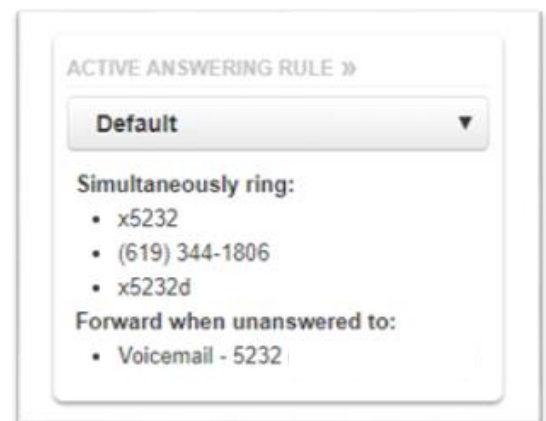 ACTIVE ANSWERING RULE »
Default ▼
Simultaneously ring:
• x5232
• (619) 344-1806
• x5232d
Forward when unanswered to:
• Voicemail - 5232